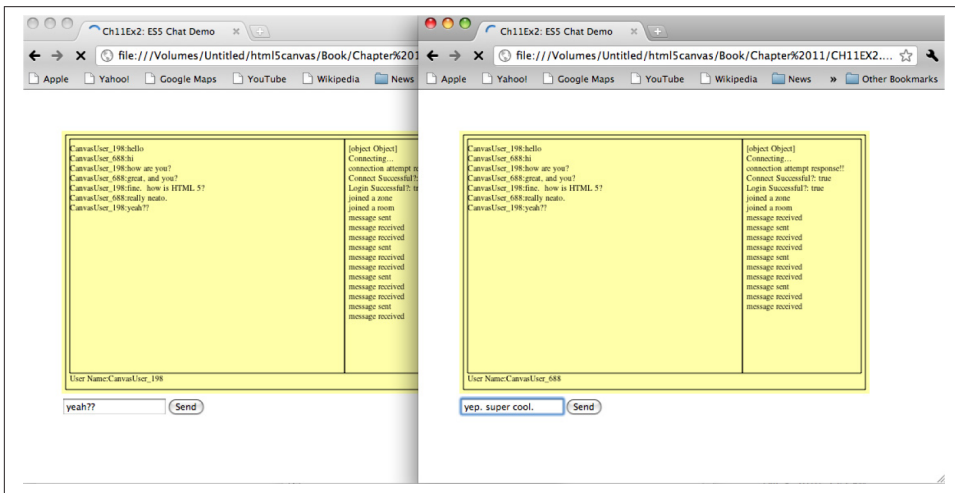 Ch11Ex2: ES5 Chat Demo
file:///Volumes/Untitled/html5canvas/Book/Chapter%201
Apple Yahoo! Google Maps YouTube Wikipedia News
CanvasUser_198:hello
CanvasUser_688:hi
CanvasUser_198:how are you?
CanvasUser_688:great, and you?
CanvasUser_198:fine. how is HTML 5?
CanvasUser_688:really neato.
CanvasUser_198:yeah??
[object Object]
Connecting...
connection attempt
Connect Successful?:
Login Successful?:
joined a zone
joined a room
message sent
message received
message received
message sent
message received
message received
message sent
message received
message received
message sent
message received
User Name:CanvasUser_198
yeah??
Send
Ch11Ex2: ES5 Chat Demo
file:///Volumes/Untitled/html5canvas/Book/Chapter%2011/CH11EX2....
Apple Yahoo! Google Maps YouTube Wikipedia News » Other Bookmarks
CanvasUser_198:hello
CanvasUser_688:hi
CanvasUser_198:how are you?
CanvasUser_688:great, and you?
CanvasUser_198:fine. how is HTML 5?
CanvasUser_688:really neato.
CanvasUser_198:yeah??
[object Object]
Connecting...
connection attempt response!!
Connect Successful?: true
Login Successful?: true
joined a zone
joined a room
message received
message sent
message received
message received
message sent
message received
message received
message sent
message received
message received
User Name:CanvasUser_688
yep. super cool.
Send